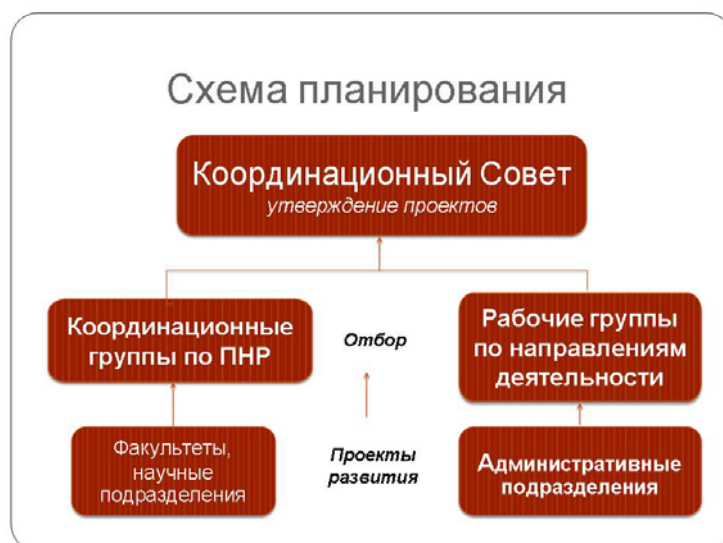 Схема планирования
Координационный Совет
утверждение проектов
Координационные
группы по ПНР
Отбор
Рабочие группы
по направлениям
деятельности
Факультеты,
научные
подразделения
Проекты
развития
Административные
подразделения